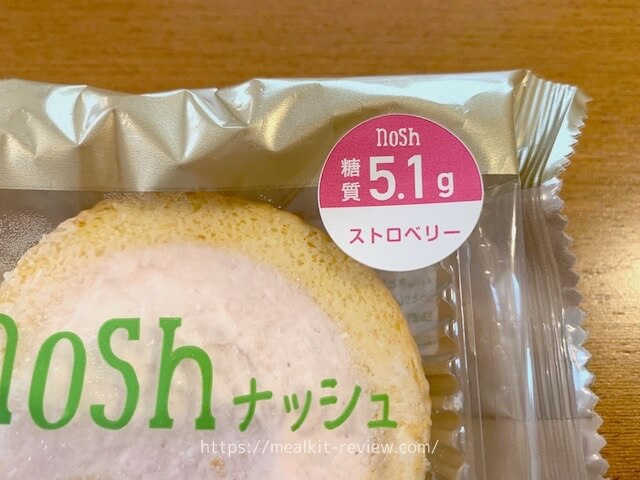 nosh
糖質 5.1g
ストロベリー
nosh ナッシュ
https://mealkit-review.com/